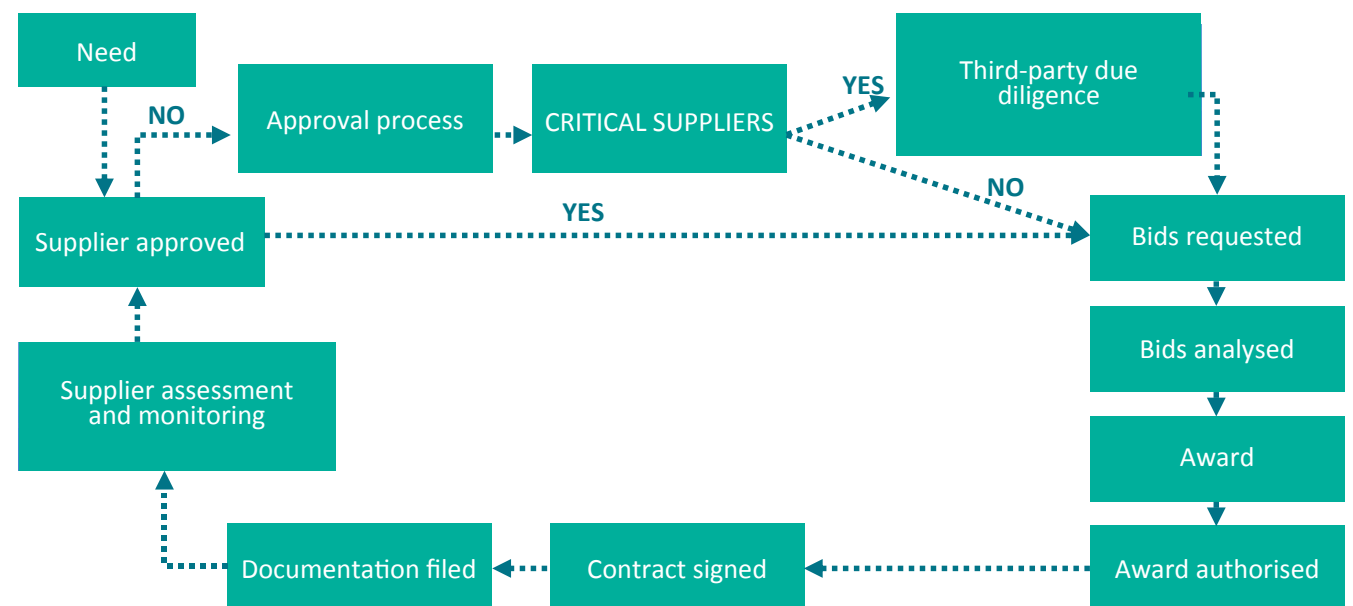 Need
NO
Approval process
CRITICAL SUPPLIERS
YES
Third-party due
diligence
NO
Supplier approved
YES
Bids requested
Bids analysed
Supplier assessment
and monitoring
Award
Documentation filed
Contract signed
Award authorised